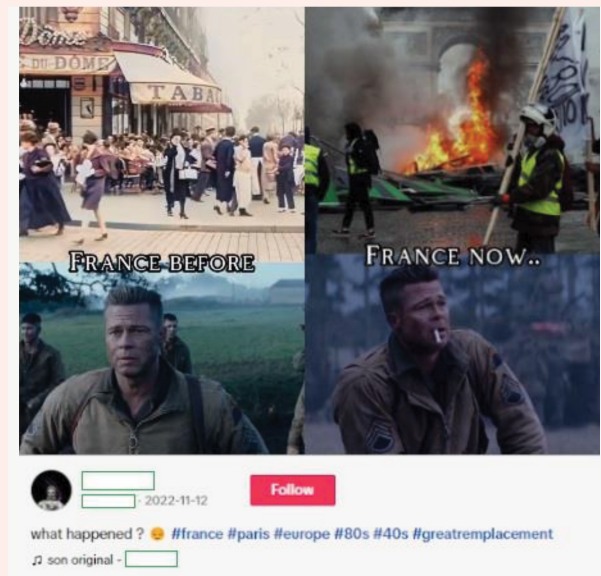 Dôme
DU DÔME
TABA
FRANCE BEFORE
FRANCE NOW..
- 2022-11-12
Follow
what happened ? 😔 #france #paris #europe #80s #40s #greatremplacement
son original -